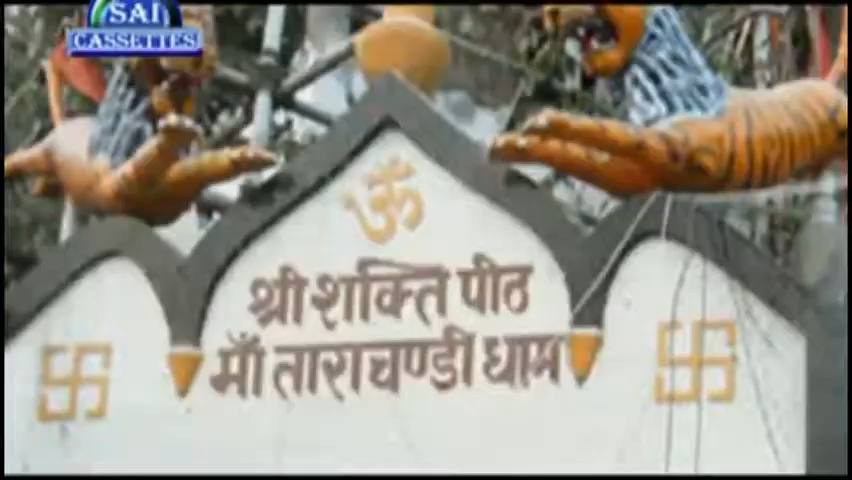 SAI
CASSETTES
ॐ
श्री शक्ति पीठ
माँ ताराचण्डी धाम